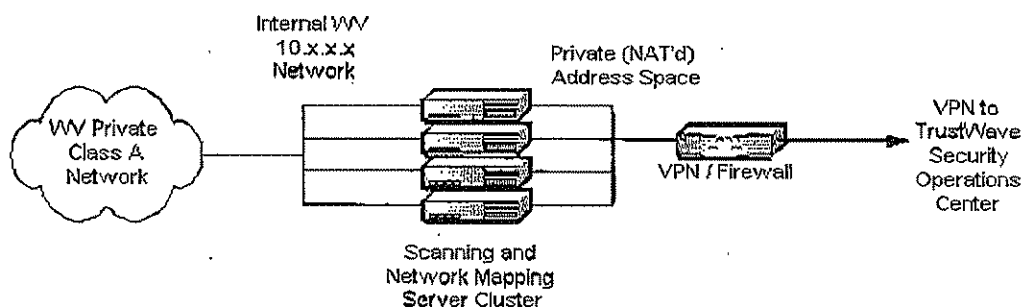 Internal WV
10.x.x.x
Network
Private (NAT'd)
Address Space
WV Private
Class A
Network
VPN / Firewall
VPN to
TrustWave
Security
Operations
Center
Scanning and
Network Mapping
Server Cluster